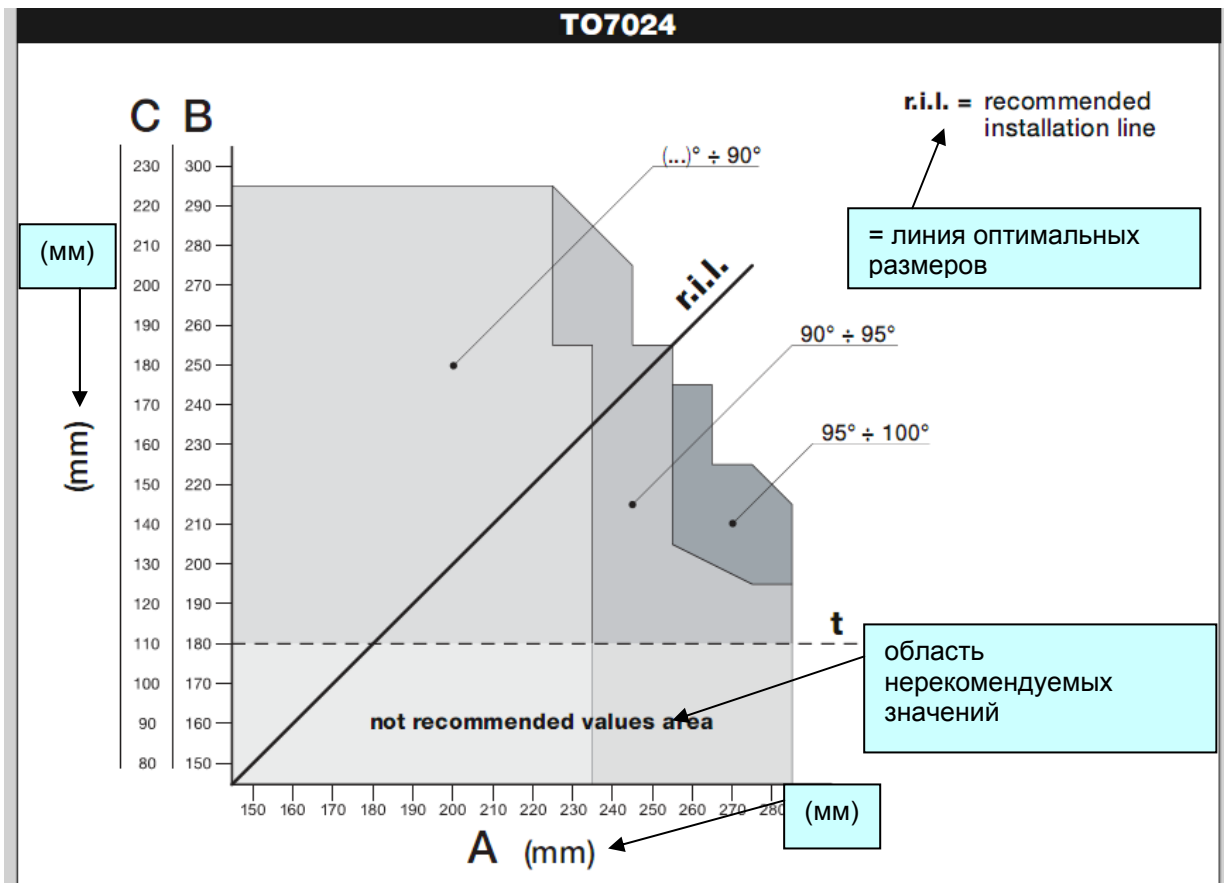 TO7024
r.i.l. = recommended
installation line
C B
(...)° ÷ 90°
230 300
220 290
210 280
200 270
190 260
180 250
170 240
160 230
150 220
140 210
130 200
120 190
110 180
100 170
90 160
80 150
(мм)
(mm)
= линия оптимальных
размеров
r.i.l.
90° ÷ 95°
95° ÷ 100°
t
область
нерекомендуемых
значений
not recommended values area
150 160 170 180 190 200 210 220 230 240 250 260 270 280
(мм)
A (mm)